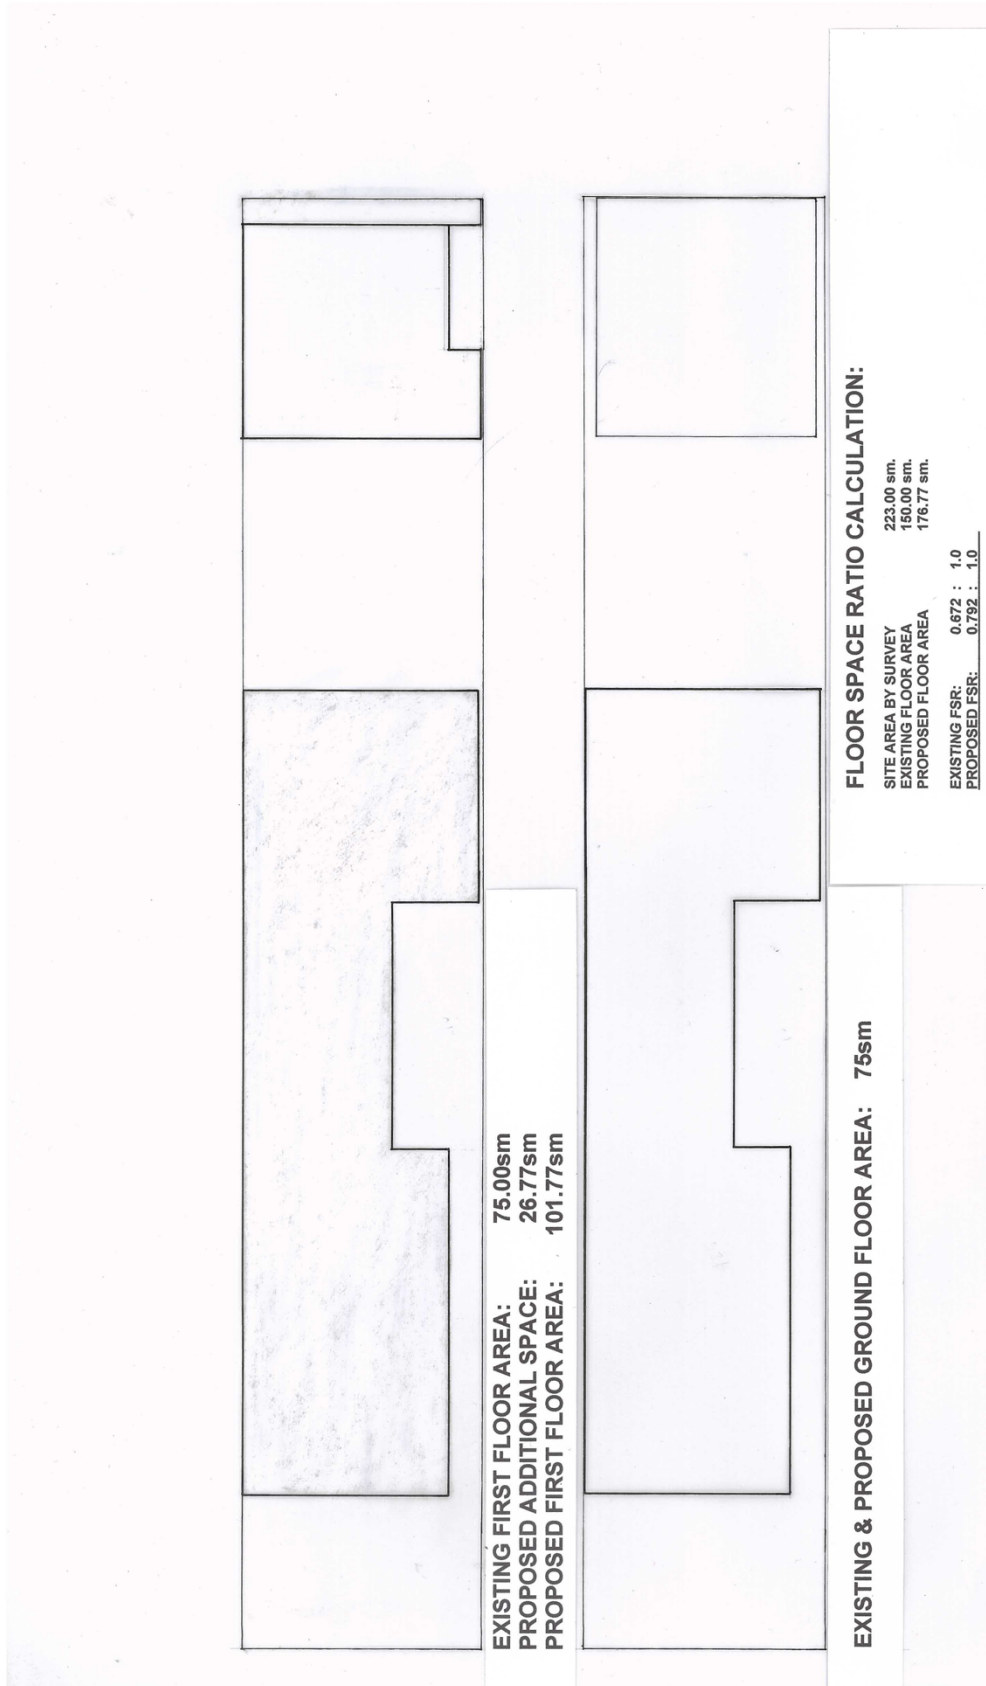 EXISTING FIRST FLOOR AREA: 75.00sm
PROPOSED ADDITIONAL SPACE: 26.77sm
PROPOSED FIRST FLOOR AREA: 101.77sm
EXISTING & PROPOSED GROUND FLOOR AREA: 75sm
FLOOR SPACE RATIO CALCULATION:
SITE AREA BY SURVEY 223.00 sm.
EXISTING FLOOR AREA 150.00 sm.
PROPOSED FLOOR AREA 176.77 sm.
EXISTING FSR: 0.672 : 1.0
PROPOSED FSR: 0.792 : 1.0